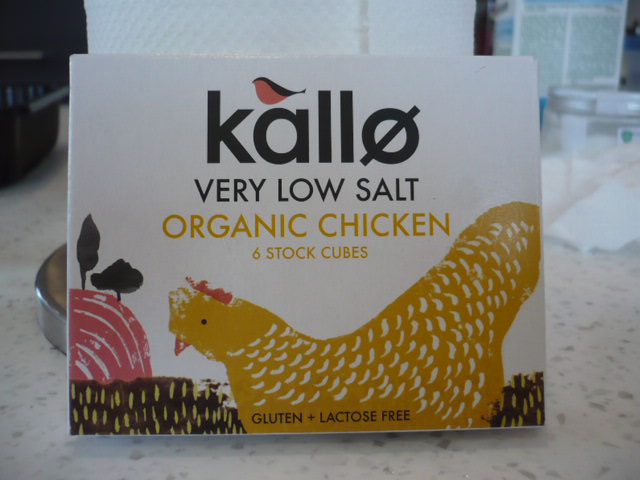 kallø
VERY LOW SALT
ORGANIC CHICKEN
6 STOCK CUBES
GLUTEN + LACTOSE FREE